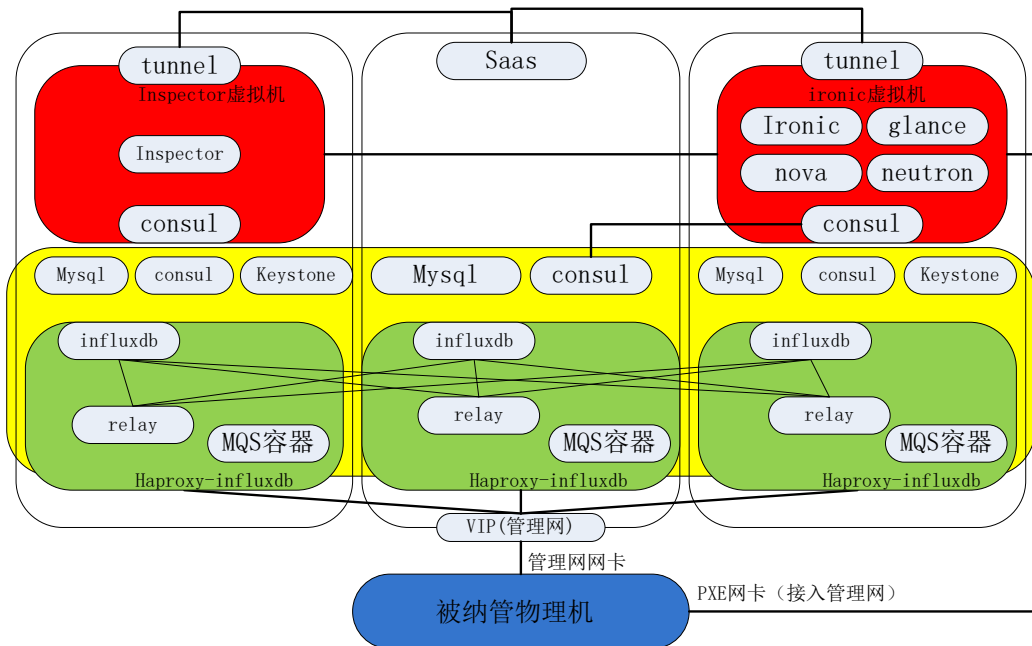 tunnel
Saas
tunnel
Inspector虚拟机
ironic虚拟机
Ironic
glance
Inspector
nova
neutron
consul
consul
Mysql
consul
Keystone
Mysql
consul
Mysql
consul
Keystone
influxdb
influxdb
influxdb
relay
relay
relay
MQS容器
MQS容器
MQS容器
Haproxy-influxdb
Haproxy-influxdb
Haproxy-influxdb
VIP(管理网)
管理网网卡
被纳管物理机
PXE网卡（接入管理网）